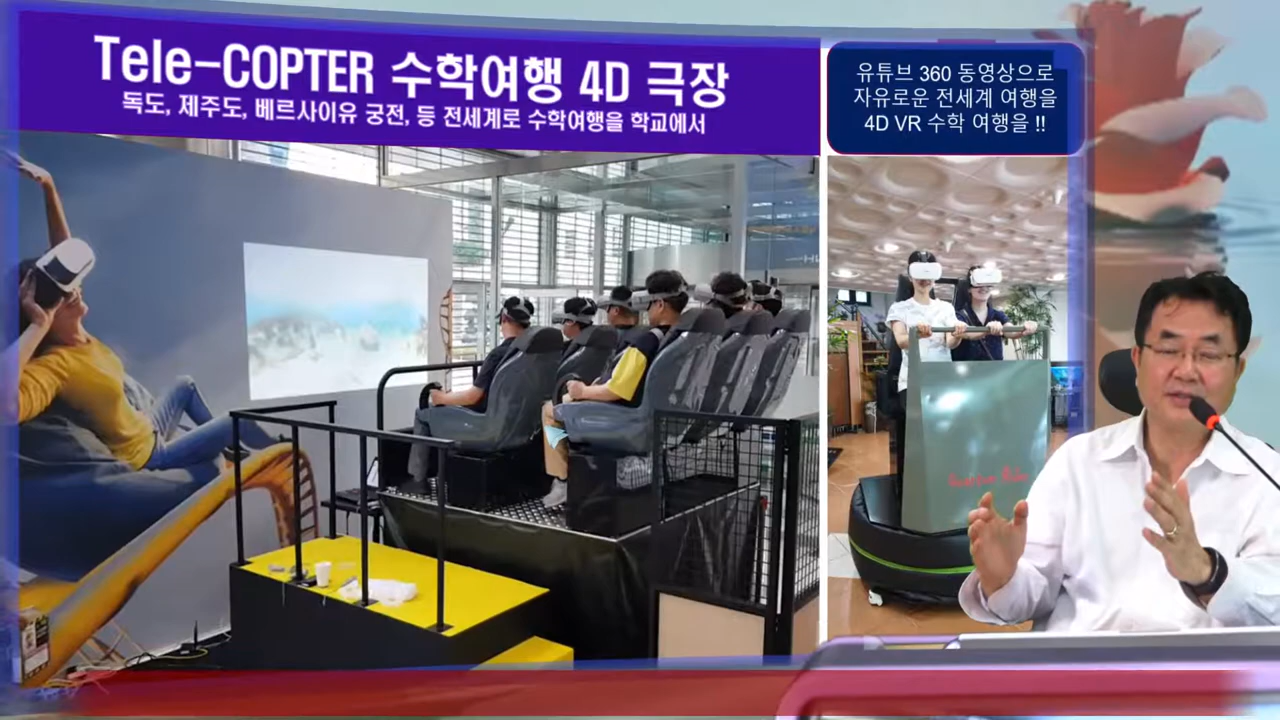 Tele-COPTER 수학여행 4D 극장
독도, 제주도, 베르사이유 궁전, 등 전세계로 수학여행을 학교에서
유튜브 360 동영상으로
자유로운 전세계 여행을
4D VR 수학 여행을 !!